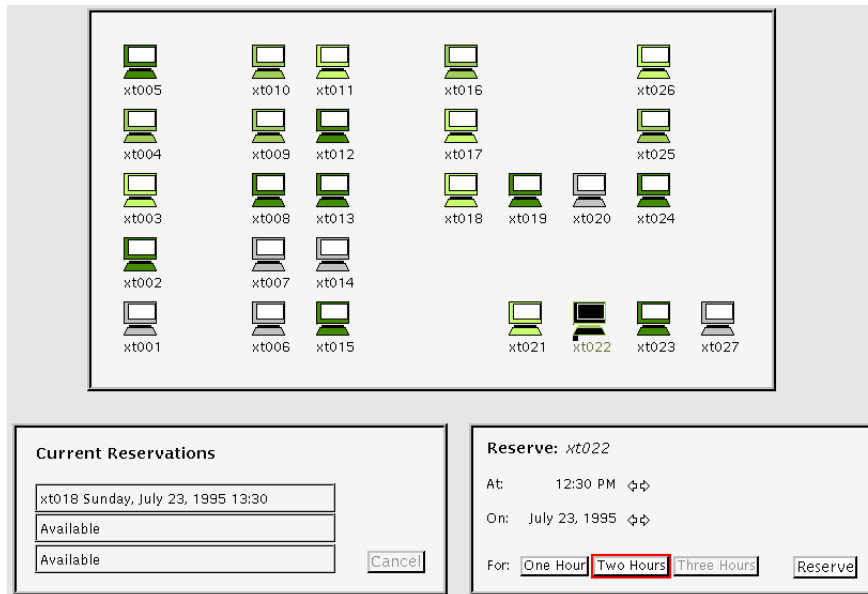 xt005 xt010 xt011 xt016 xt026
xt004 xt009 xt012 xt017 xt025
xt003 xt008 xt013 xt018 xt019 xt020 xt024
xt002 xt007 xt014
xt001 xt006 xt015 xt021 xt022 xt023 xt027
Current Reservations
xt018 Sunday, July 23, 1995 13:30
Available
Available
Cancel
Reserve: xt022
At: 12:30 PM
On: July 23, 1995
For: One Hour Two Hours Three Hours Reserve